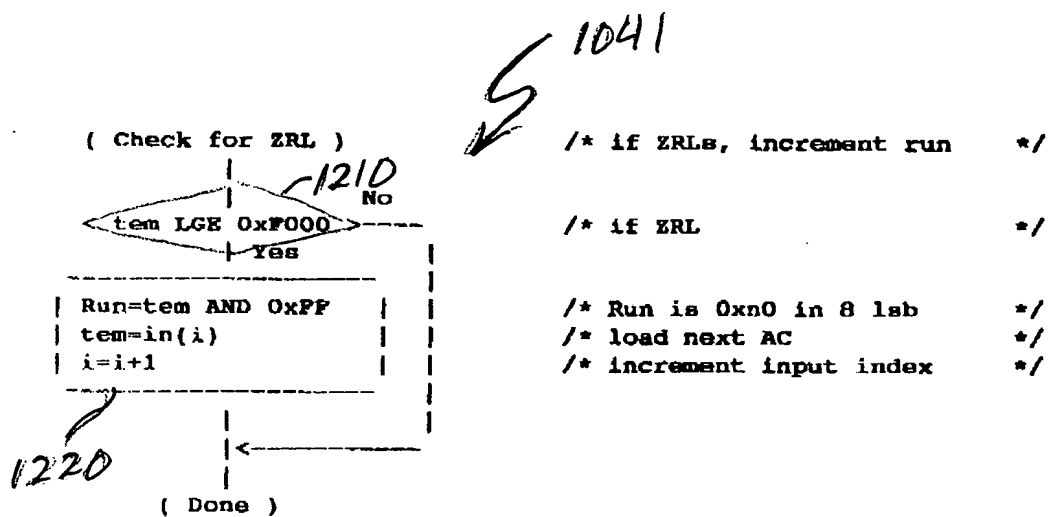 1041
( Check for ZRL ) /* if ZRLs, increment run */
1210
No
tem LGE 0xF000 /* if ZRL */
Yes
Run=tem AND 0xFF /* Run is 0xn0 in 8 lsb */
tem=in(i) /* load next AC */
i=i+1 /* increment input index */
1220
( Done )